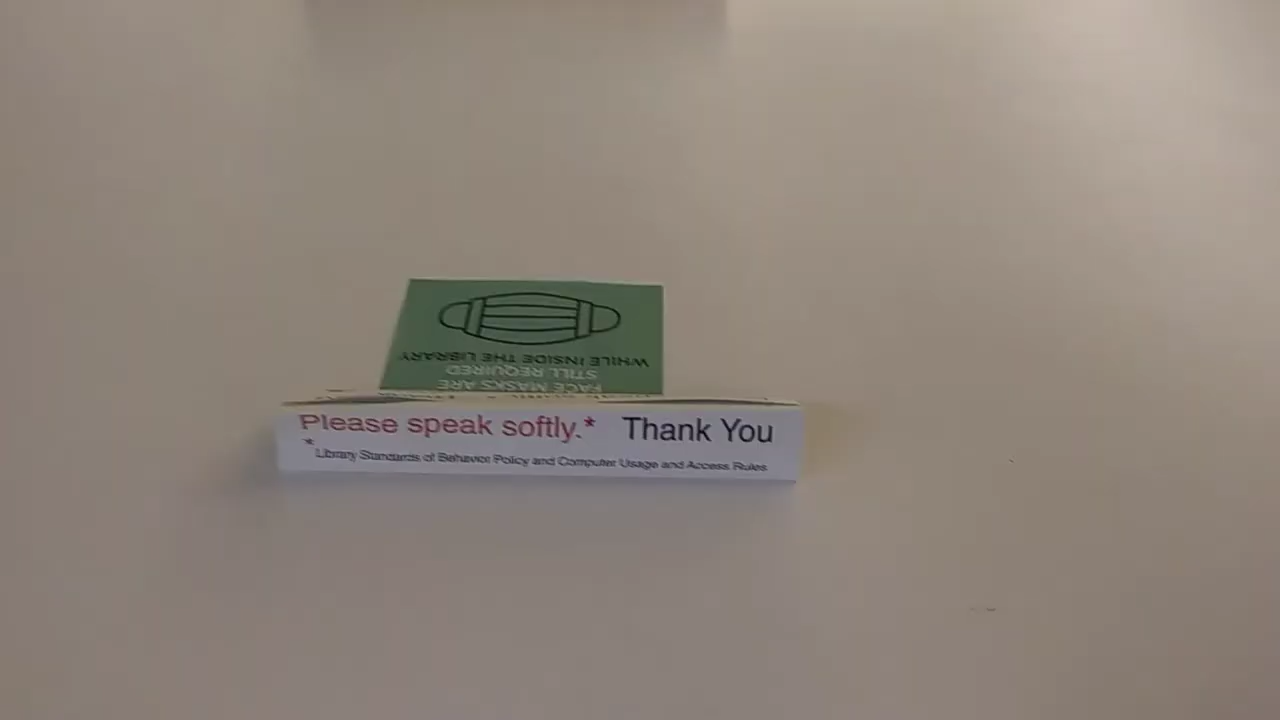 FACE MASKS ARE
STILL REQUIRED
WHILE INSIDE THE LIBRARY
Please speak softly.* Thank You
*Library Standards of Behavior Policy and Computer Usage and Access Rules